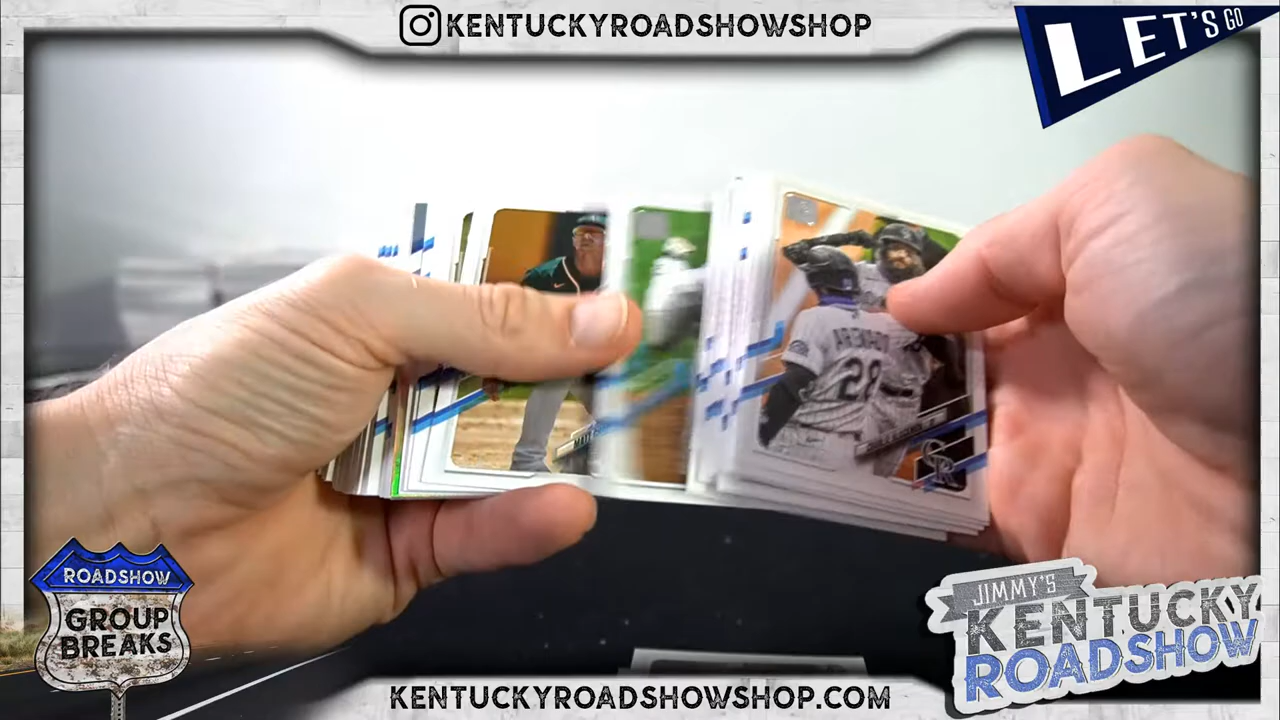 KENTUCKYROADSHOWSHOP
LET'S GO
ARENADO
28
ROADSHOW
GROUP
BREAKS
JIMMY'S
KENTUCKY
ROADSHOW
KENTUCKYROADSHOWSHOP.COM